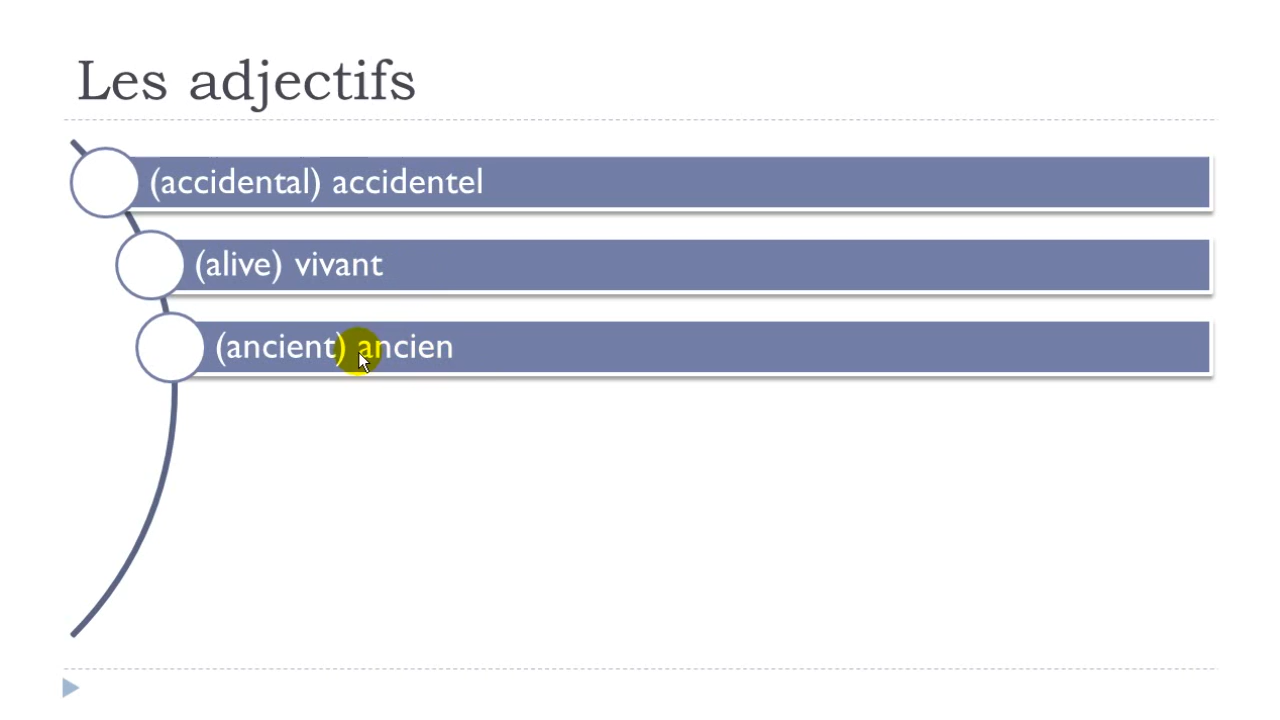 Les adjectifs
(accidental) accidentel
(alive) vivant
(ancient) ancien